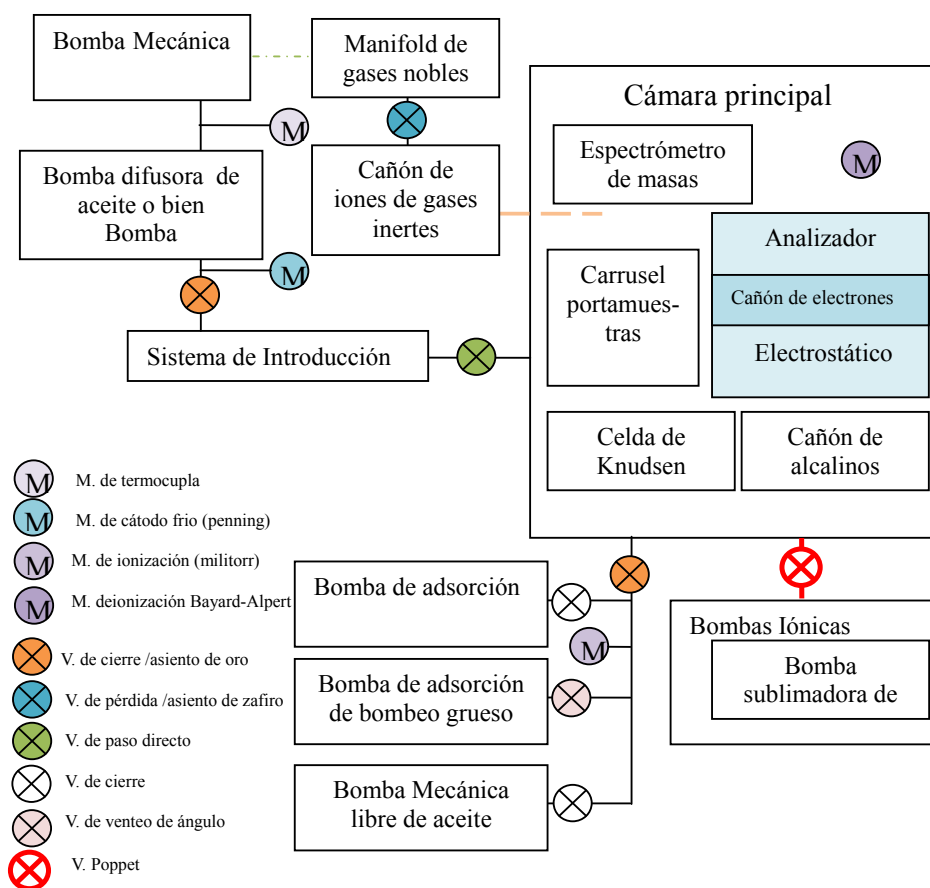 Bomba Mecánica
Manifold de
gases nobles
Cámara principal
M
Espectrómetro
de masas
M
Bomba difusora de
aceite o bien
Bomba
Cañón de
iones de gases
inertes
Analizador
Cañón de electrones
Electrostático
M
Carrusel
portamues-
tras
Sistema de Introducción
Celda de
Knudsen
Cañón de
alcalinos
M
M. de termocupla
M
M. de cátodo frio (penning)
M
M. de ionización (militorr)
M
M. deionización Bayard-Alpert
V. de cierre /asiento de oro
V. de pérdida /asiento de zafiro
V. de paso directo
V. de cierre
V. de venteo de ángulo
V. Poppet
Bomba de adsorción
M
Bomba de adsorción
de bombeo grueso
Bomba Mecánica
libre de aceite
Bombas Iónicas
Bomba
sublimadora de